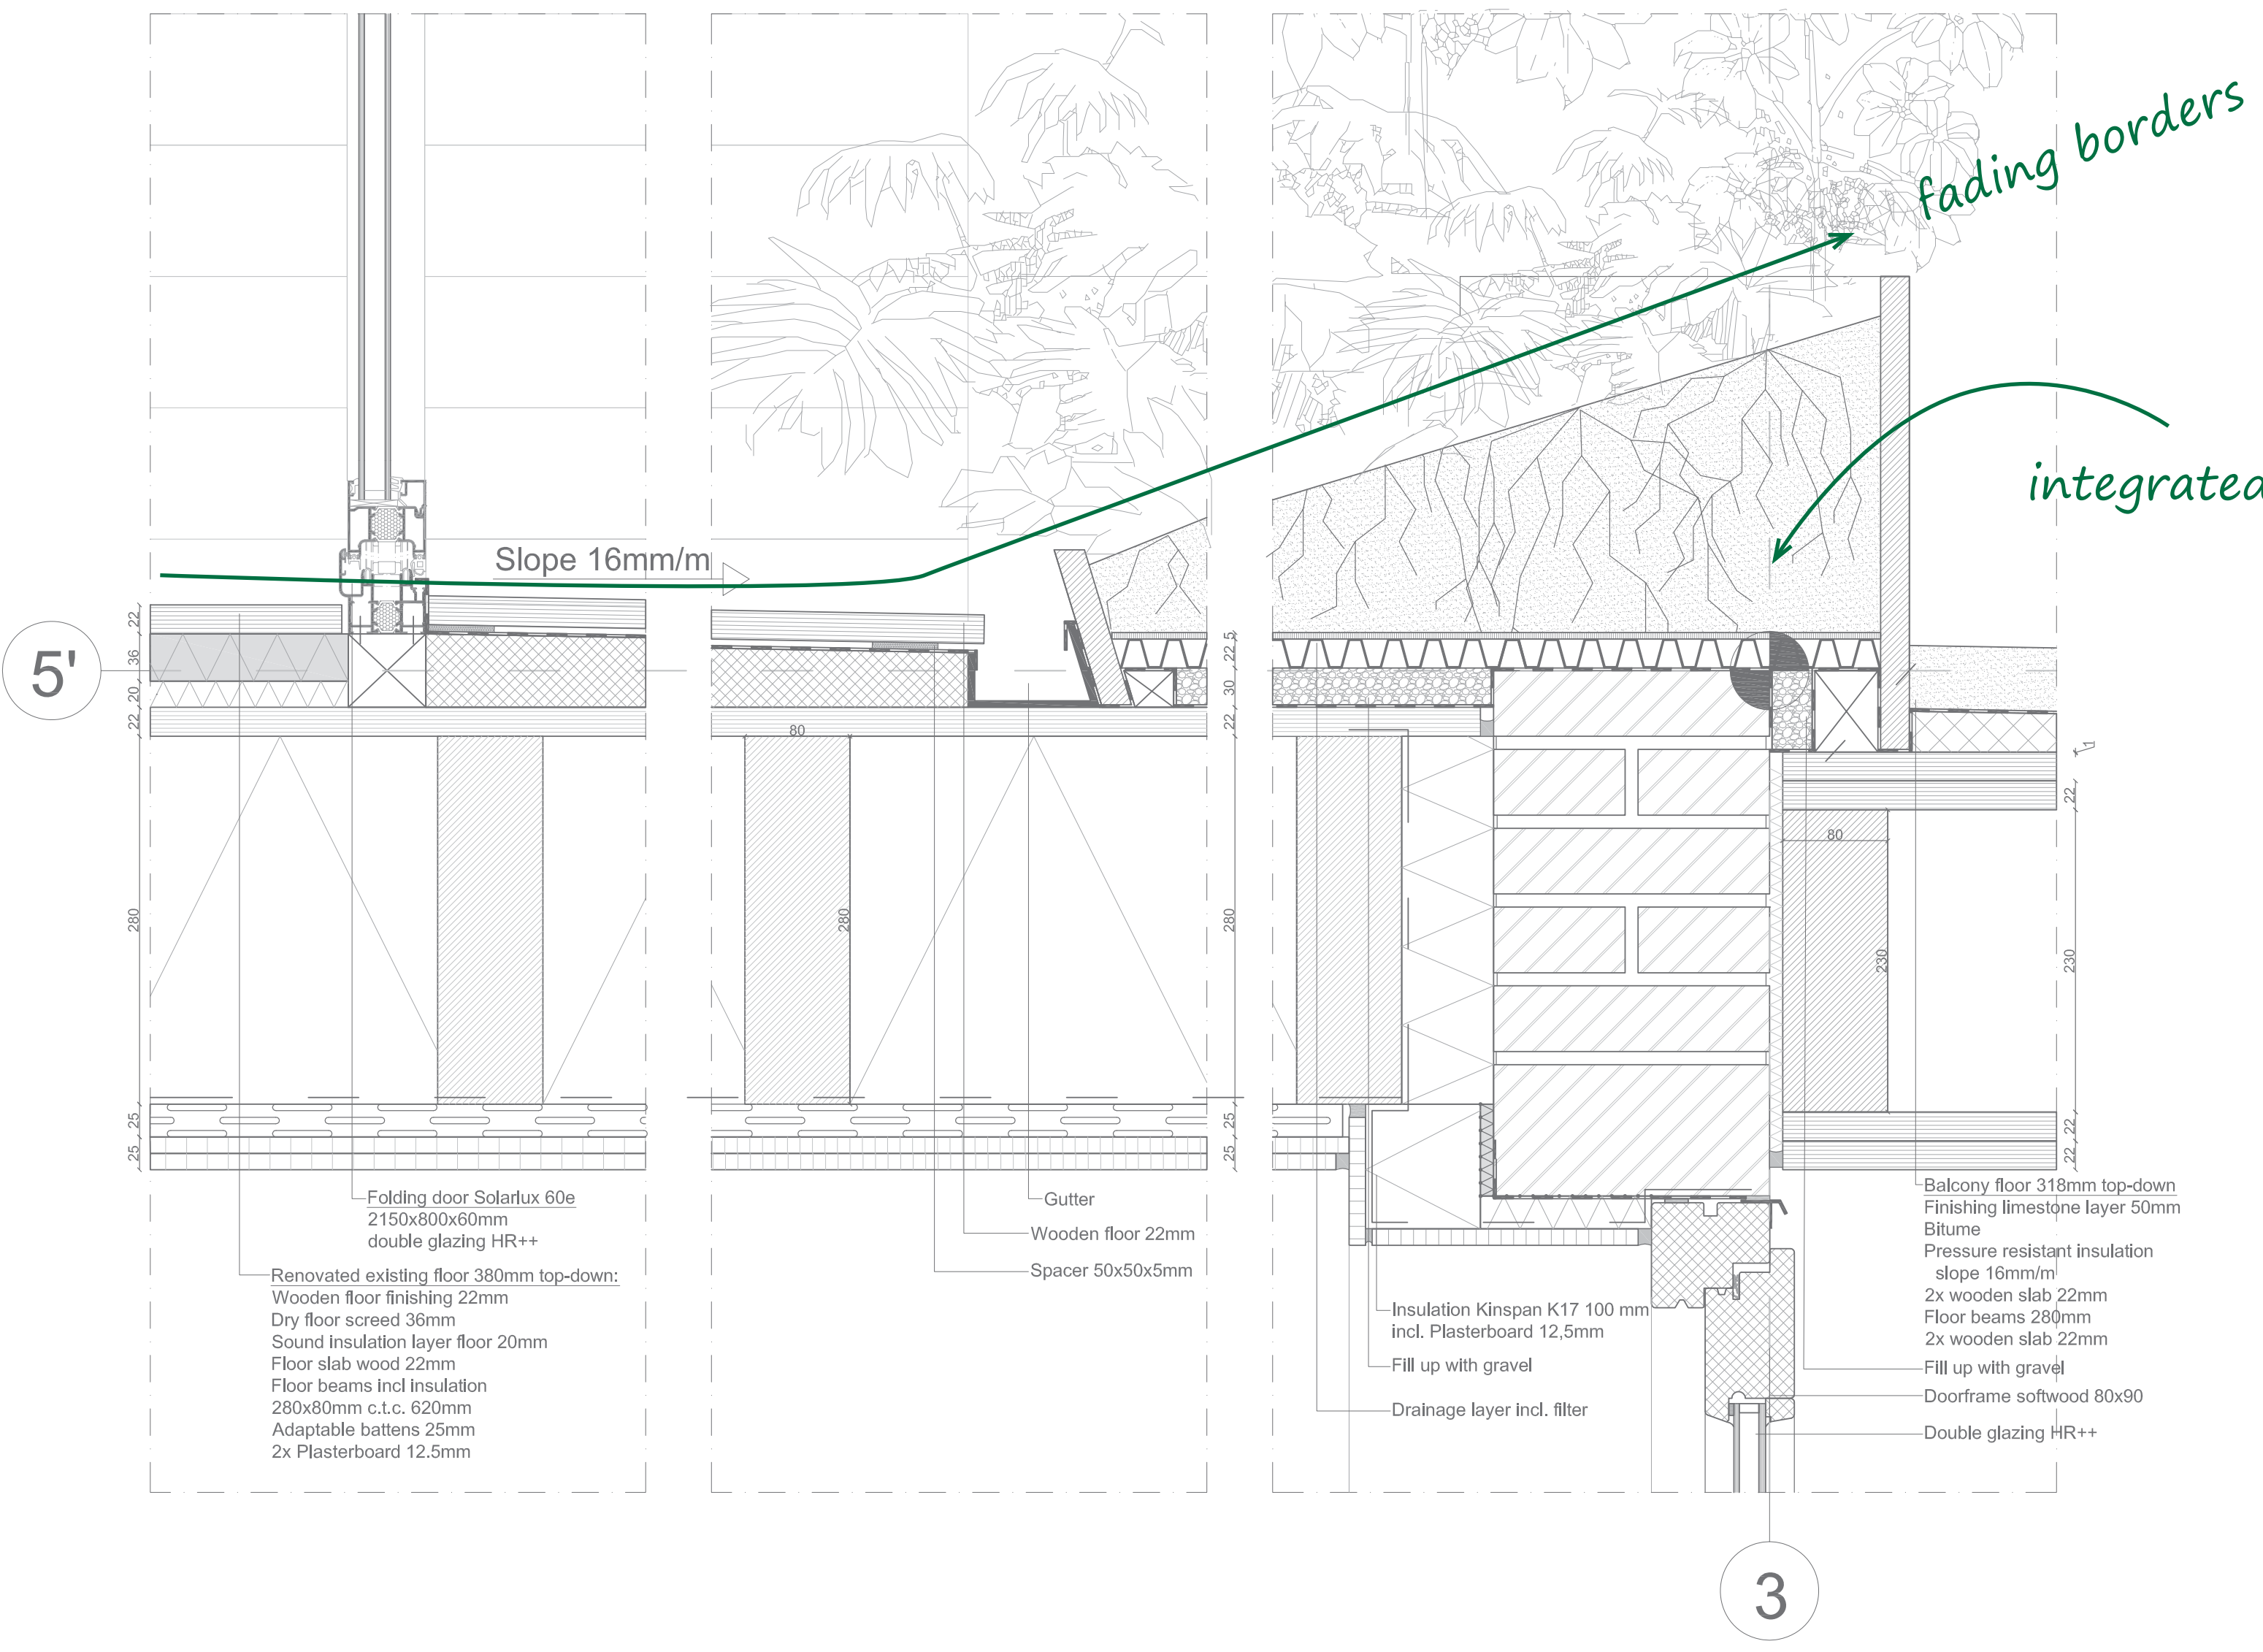 fading borders
integrated
Slope 16mm/m
5'
22
36
20
22
280
25
25
80
280
5
22
30
22
280
25
25
1
22
80
230
230
22
22
Folding door Solarlux 60e
2150x800x60mm
double glazing HR++
Renovated existing floor 380mm top-down:
Wooden floor finishing 22mm
Dry floor screed 36mm
Sound insulation layer floor 20mm
Floor slab wood 22mm
Floor beams incl insulation
280x80mm c.t.c. 620mm
Adaptable battens 25mm
2x Plasterboard 12.5mm
Gutter
Wooden floor 22mm
Spacer 50x50x5mm
Insulation Kinspan K17 100 mm
incl. Plasterboard 12,5mm
Fill up with gravel
Drainage layer incl. filter
Balcony floor 318mm top-down
Finishing limestone layer 50mm
Bitume
Pressure resistant insulation
slope 16mm/m
2x wooden slab 22mm
Floor beams 280mm
2x wooden slab 22mm
Fill up with gravel
Doorframe softwood 80x90
Double glazing HR++
3